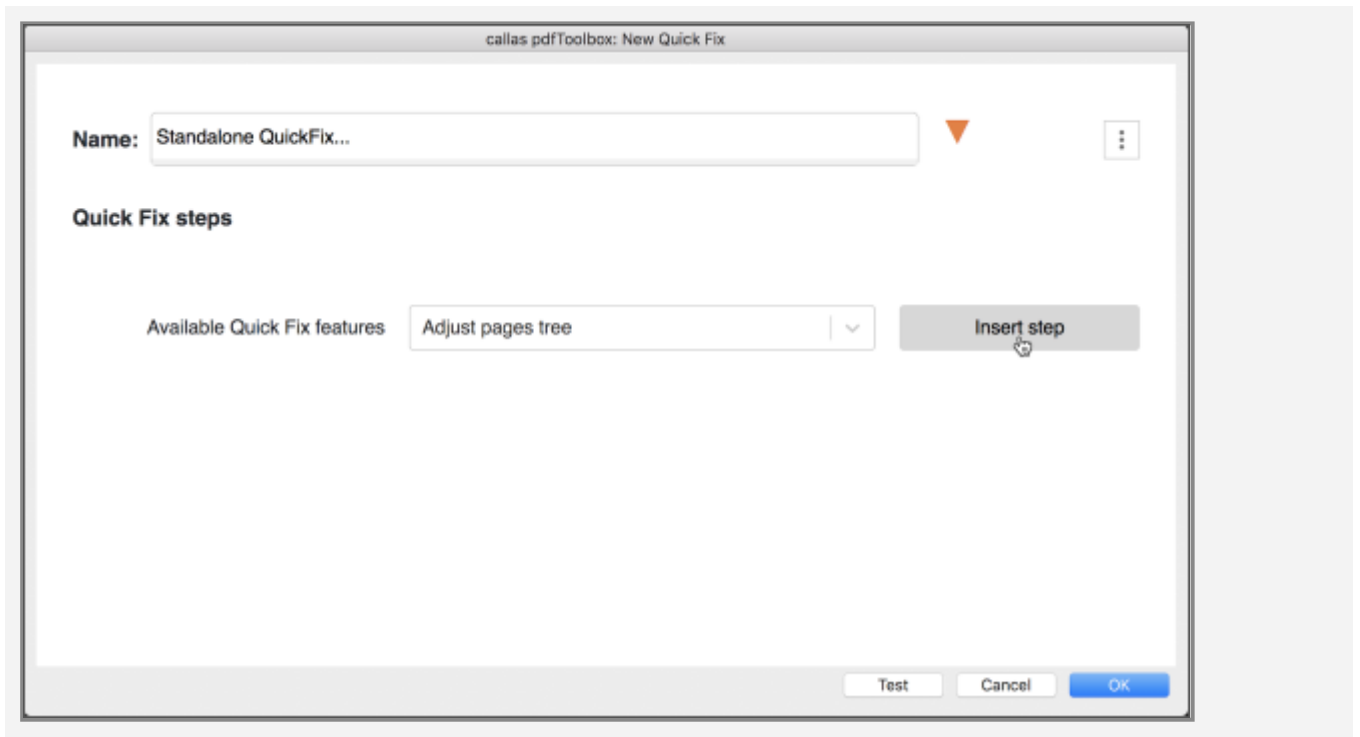 callas pdfToolbox: New Quick Fix
Name: Standalone QuickFix...
Quick Fix steps
Available Quick Fix features Adjust pages tree Insert step
Test Cancel OK